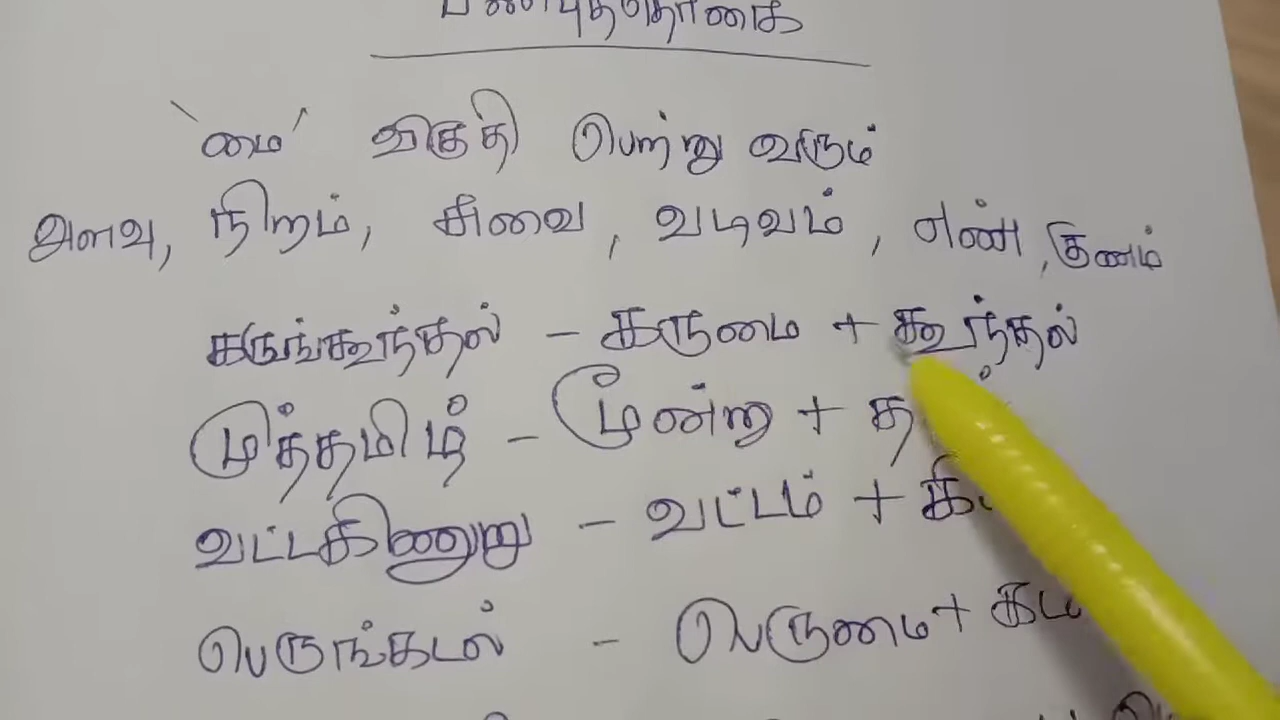 பண்புத்தொகை
'மை' விகுதி பெற்று வரும்
அளவு, நிறம், சுவை, வடிவம், எண், குணம்
கருங்கூந்தல் - கருமை + கூந்தல்
முத்தமிழ் - மூன்று + த
வட்டகிணறு - வட்டம் + கி
பெருங்கடல் - பெருமை + கட